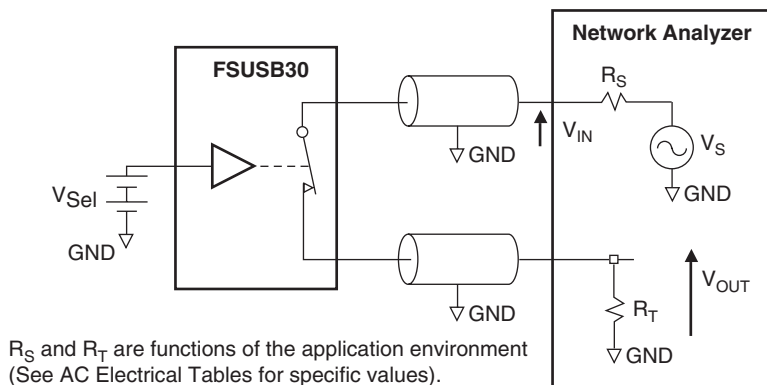 Network Analyzer
FSUSB30
R_S
V_IN
V_S
GND
GND
V_Sel
GND
GND
V_OUT
R_T
GND
R_S and R_T are functions of the application environment
(See AC Electrical Tables for specific values).